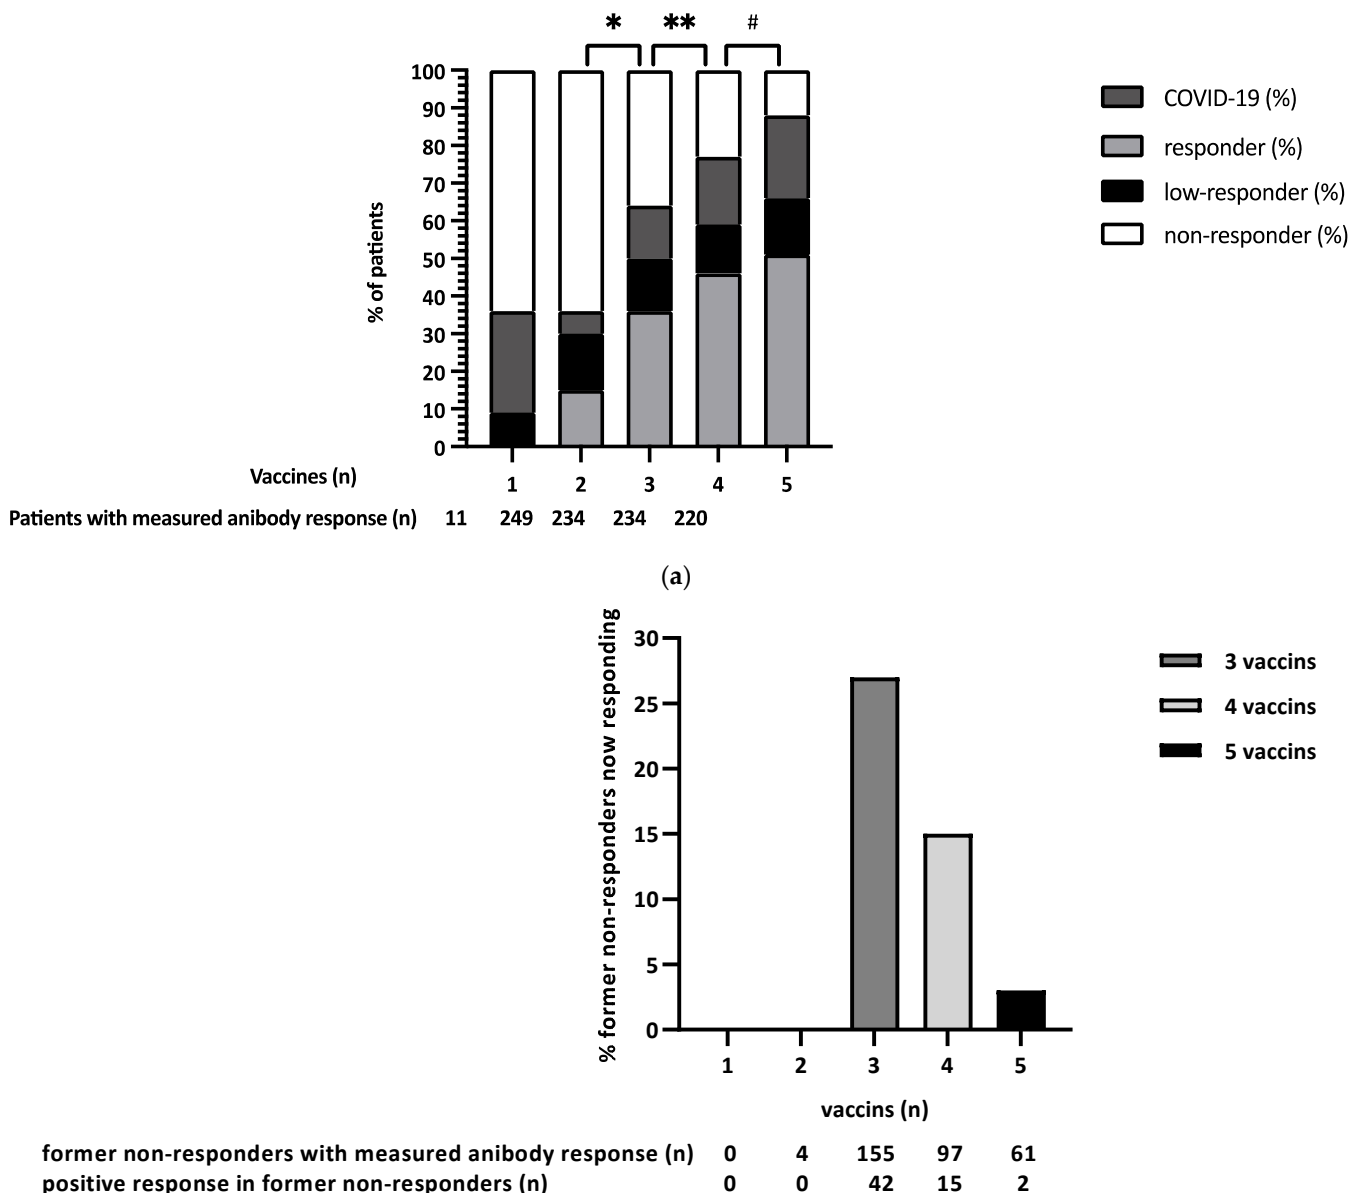 * ** #
100
90
80
70
60
50
40
30
20
10
0
% of patients
COVID-19 (%)
responder (%)
low-responder (%)
non-responder (%)
Vaccines (n) 1 2 3 4 5
Patients with measured anibody response (n) 11 249 234 234 220
(a)
30
25
20
15
10
5
0
% former non-responders now responding
3 vaccins
4 vaccins
5 vaccins
1 2 3 4 5
vaccins (n)
former non-responders with measured anibody response (n) 0 4 155 97 61
positive response in former non-responders (n) 0 0 42 15 2